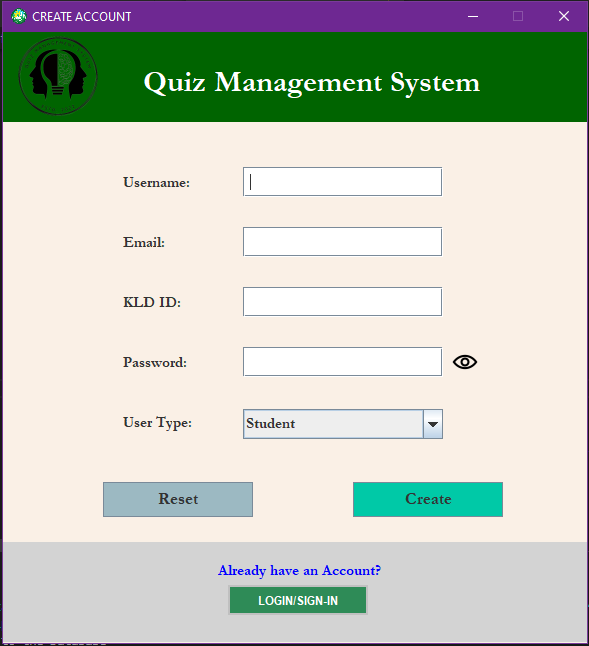 CREATE ACCOUNT
Quiz Management System
Username:
Email:
KLD ID:
Password:
User Type:
Student
Reset
Create
Already have an Account?
LOGIN/SIGN-IN